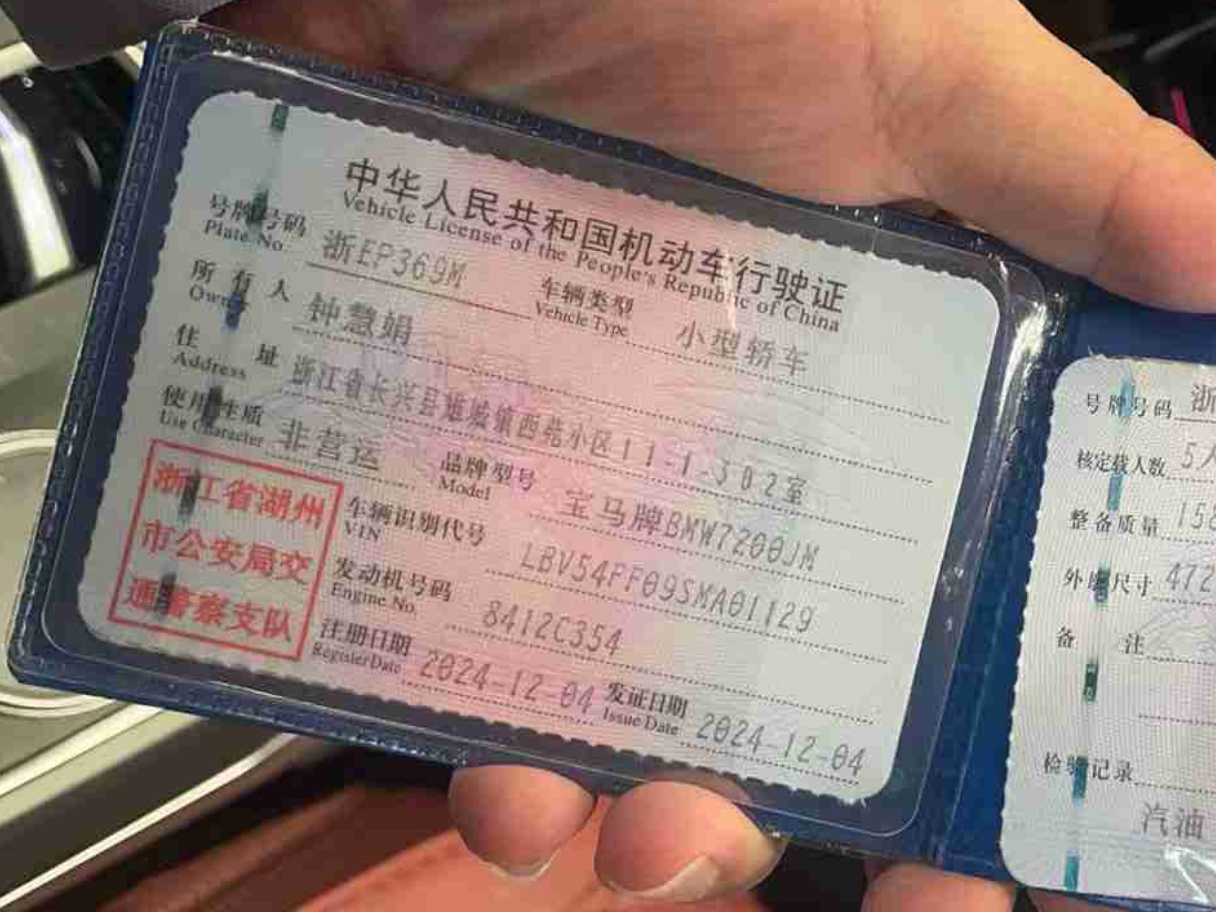 中华人民共和国机动车行驶证
Vehicle License of the People's Republic of China
号牌号码 浙EP369M 车辆类型 小型轿车
Plate No. Vehicle Type
所有人 钟慧娟
Owner
住址 浙江省长兴县雉城镇西苑小区11-1-302室
Address
使用性质 非营运 品牌型号 宝马牌BMW7200JM
Use Character Model
车辆识别代号 LBV54FF09SMA01129
VIN
发动机号码 8412C354
Engine No.
注册日期 2024-12-04 发证日期 2024-12-04
Register Date Issue Date
浙江省湖州
市公安局交
通警察支队
号牌号码 浙
核定载人数 5人
整备质量 158
外廓尺寸 472
备注
检验记录
汽油